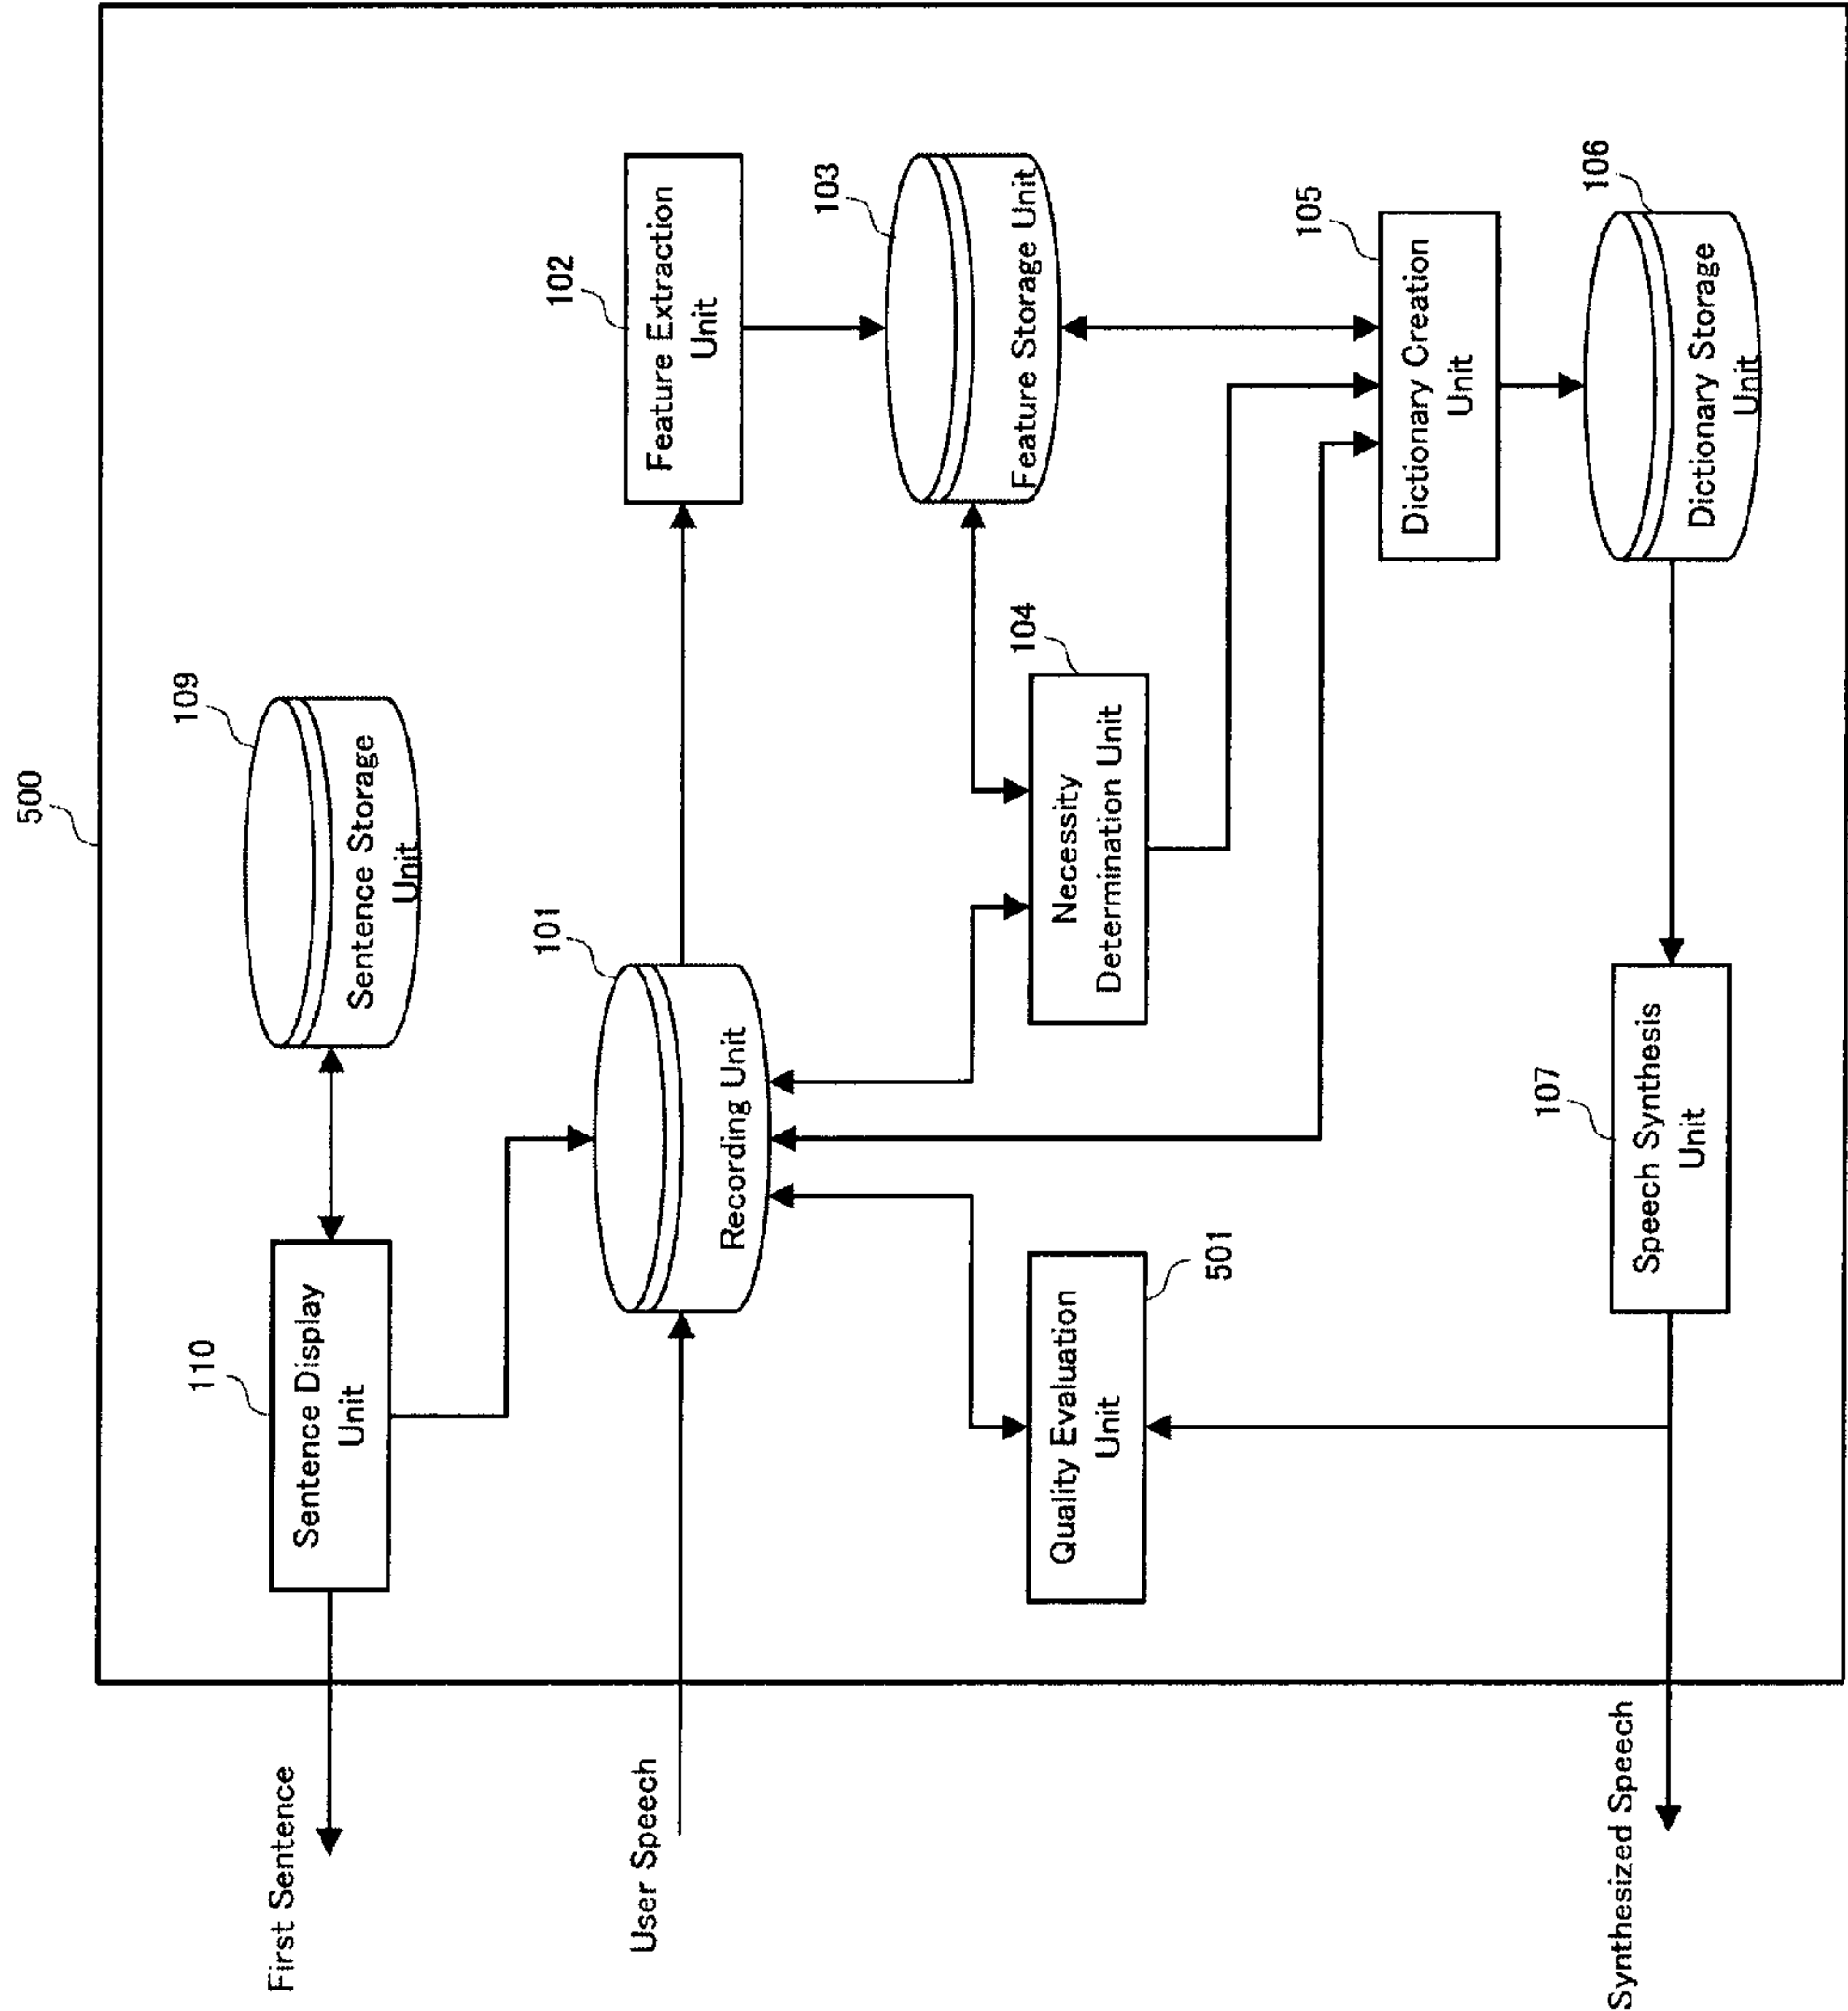 500
First Sentence
110
Sentence Display
Unit
109
Sentence Storage
Unit
User Speech
101
Recording Unit
102
Feature Extraction
Unit
103
Feature Storage Unit
104
Necessity
Determination Unit
Quality Evaluation
Unit
501
105
Dictionary Creation
Unit
106
Dictionary Storage
Unit
107
Speech Synthesis
Unit
Synthesized Speech